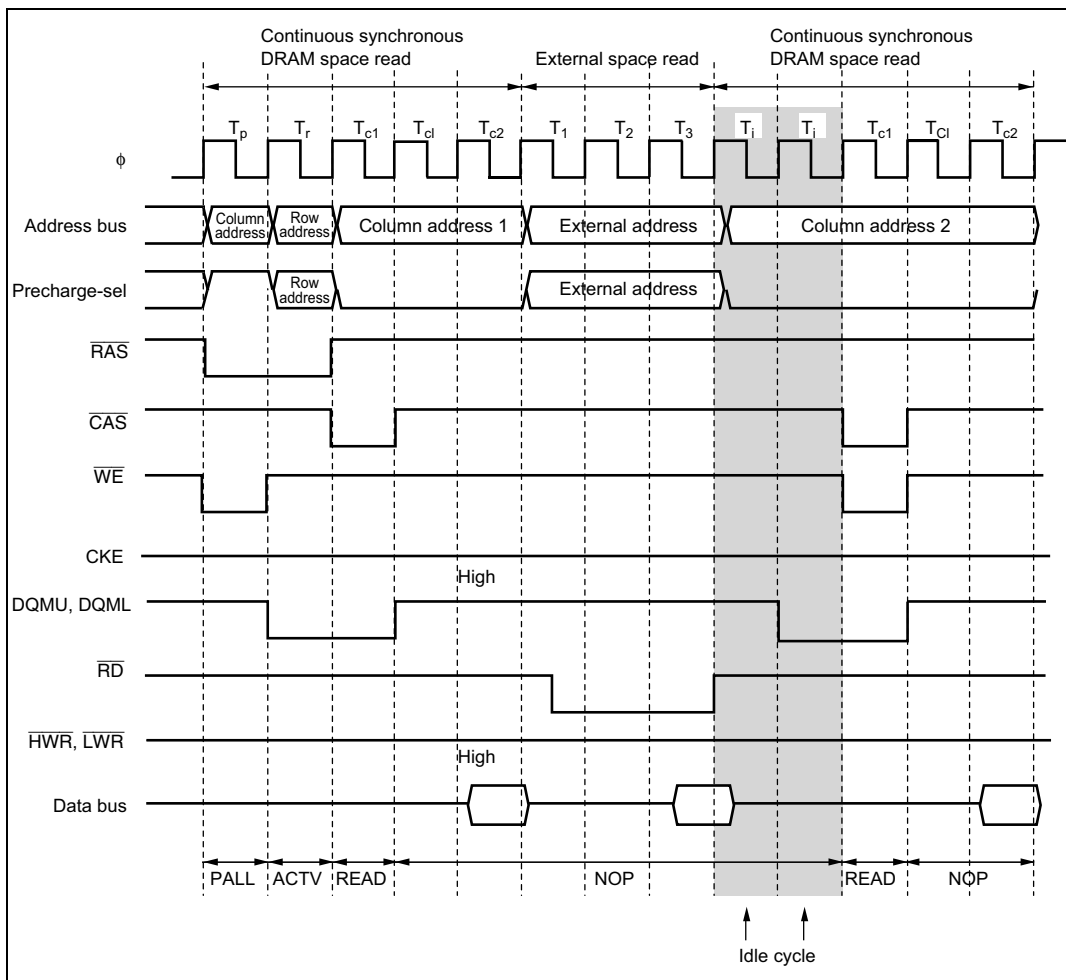 Continuous synchronous
DRAM space read
External space read
Continuous synchronous
DRAM space read
Tp Tr Tc1 Tcl Tc2 T1 T2 T3 Ti Ti Tc1 TCl Tc2
ϕ
Address bus
Column address
Row address
Column address 1
External address
Column address 2
Precharge-sel
Row address
External address
RAS
CAS
WE
CKE
High
DQMU, DQML
RD
HWR, LWR
High
Data bus
PALL ACTV READ NOP READ NOP
Idle cycle